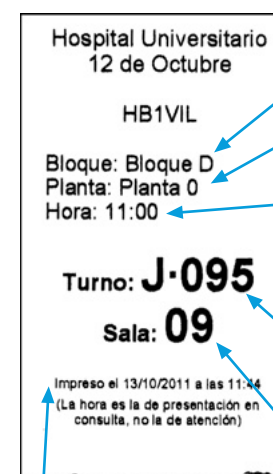 Hospital Universitario
12 de Octubre
HB1VIL
Bloque: Bloque D
Planta: Planta 0
Hora: 11:00
Turno: J·095
Sala: 09
Impreso el 13/10/2011 a las 11:44
(La hora es la de presentación en
consulta, no la de atención)